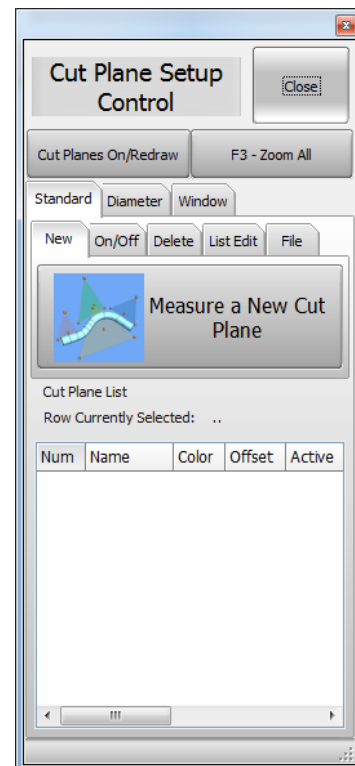 Cut Plane Setup
Control
Close
Cut Planes On/Redraw
F3 - Zoom All
Standard Diameter Window
New On/Off Delete List Edit File
Measure a New Cut
Plane
Cut Plane List
Row Currently Selected: ..
Num Name Color Offset Active